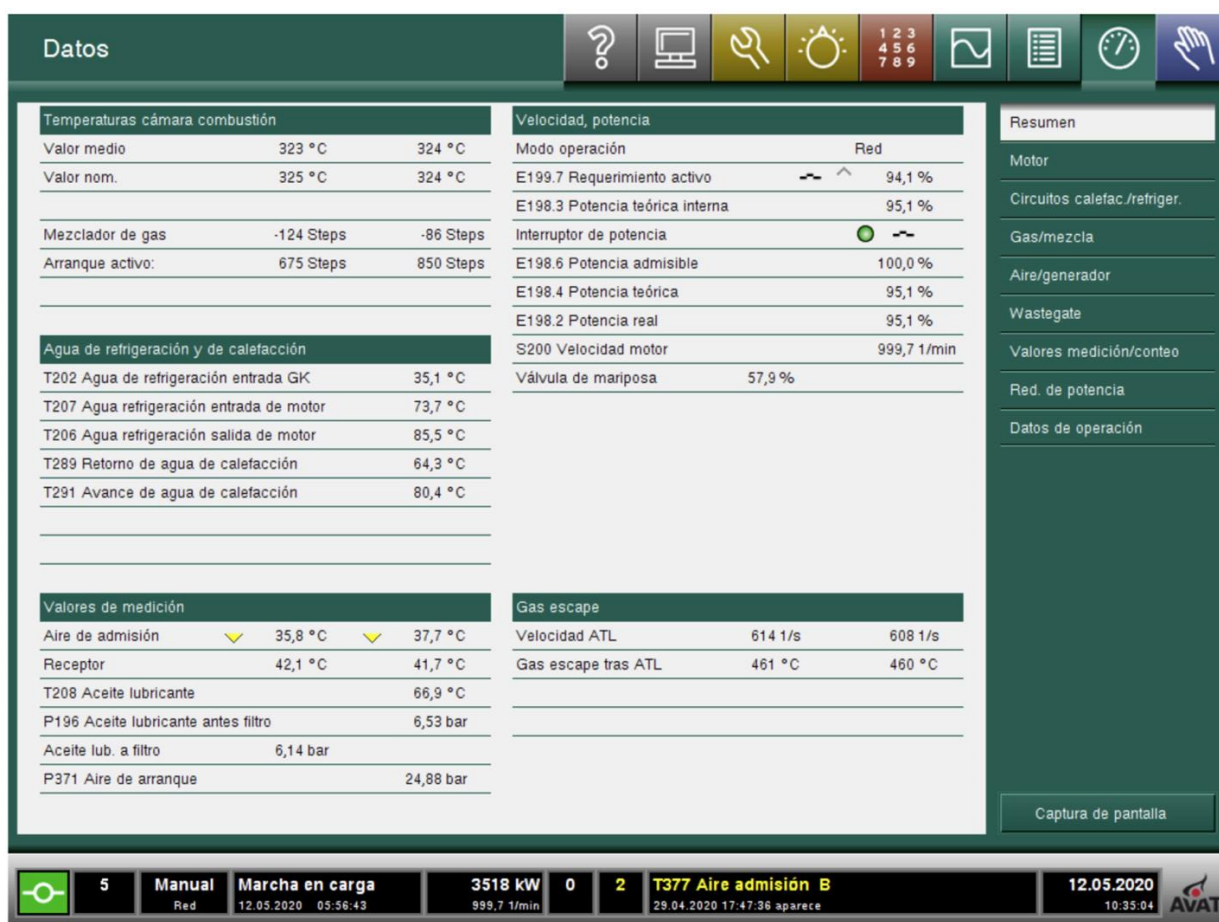 Datos
?
1 2 3
4 5 6
7 8 9
Temperaturas cámara combustión
Valor medio 323 °C 324 °C
Valor nom. 325 °C 324 °C
Mezclador de gas -124 Steps -86 Steps
Arranque activo: 675 Steps 850 Steps
Agua de refrigeración y de calefacción
T202 Agua de refrigeración entrada GK 35,1 °C
T207 Agua refrigeración entrada de motor 73,7 °C
T206 Agua refrigeración salida de motor 85,5 °C
T289 Retorno de agua de calefacción 64,3 °C
T291 Avance de agua de calefacción 80,4 °C
Valores de medición
Aire de admisión 35,8 °C 37,7 °C
Receptor 42,1 °C 41,7 °C
T208 Aceite lubricante 66,9 °C
P196 Aceite lubricante antes filtro 6,53 bar
Aceite lub. a filtro 6,14 bar
P371 Aire de arranque 24,88 bar
Velocidad, potencia
Modo operación Red
E199.7 Requerimiento activo 94,1 %
E198.3 Potencia teórica interna 95,1 %
Interruptor de potencia
E198.6 Potencia admisible 100,0 %
E198.4 Potencia teórica 95,1 %
E198.2 Potencia real 95,1 %
S200 Velocidad motor 999,7 1/min
Válvula de mariposa 57,9 %
Gas escape
Velocidad ATL 614 1/s 608 1/s
Gas escape tras ATL 461 °C 460 °C
Resumen
Motor
Circuitos calefac./refriger.
Gas/mezcla
Aire/generador
Wastegate
Valores medición/conteo
Red. de potencia
Datos de operación
Captura de pantalla
5 Manual Marcha en carga 3518 kW 0 2 T377 Aire admisión B 12.05.2020
Red 12.05.2020 05:56:43 999,7 1/min 29.04.2020 17:47:36 aparece 10:35:04 AVAT